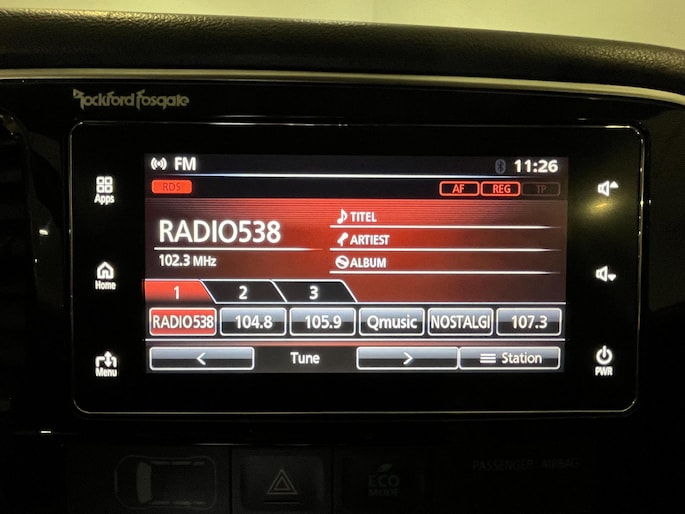 Rockford Fosgate
FM 11:26
RDS AF REG TP
Apps
RADIO538
102.3 MHz
TITEL
ARTIEST
ALBUM
Home
1 2 3
RADIO538 104.8 105.9 Qmusic NOSTALGI 107.3
< Tune > Station
Menu
PWR
ECO
MODE
PASSENGER AIRBAG